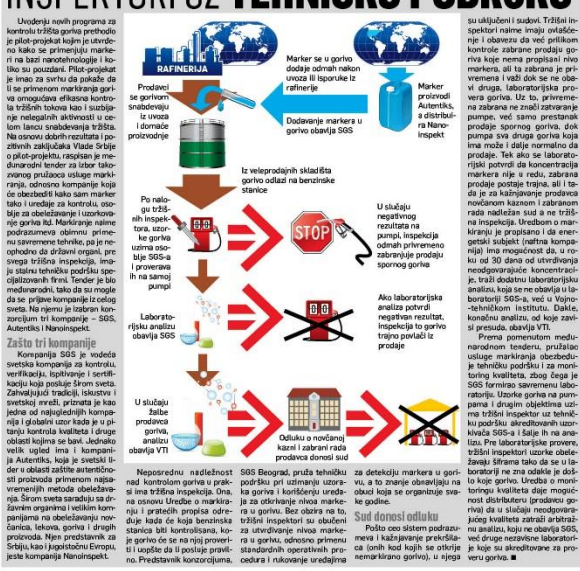 INSPEKTORI UZ TEHNIČKU PODRŠKU
Uvođenju novih programa za
kontrolu tržišta goriva prethodio
je pilot-projekat kojim je utvrđe-
no kako se primenjuju marke-
ri na bazi nanotehnologije i ko-
liko su pouzdani. Pilot-projekat
je imao za svrhu da pokaže da
li se primenom markiranja gori-
va omogućava efikasna kontro-
la tržišnih tokova kao i suzbija-
nje nelegalnih aktivnosti u ce-
lom lancu snabdevanja tržišta.
Na osnovu dobrih rezultata i po-
zitivnih zaključaka Vlade Srbije
o pilot-projektu, raspisan je me-
đunarodni tender za izbor tako-
zvanog pružaoca usluge marki-
ranja, odnosno kompanije koja
će obezbediti kako sam marker
tako i uređaje za kontrolu, oso-
blje za obeležavanje i uzorkova-
nje goriva itd. Markiranje naime
podrazumeva obimnu prime-
nu savremene tehnike, pa je ne-
ophodno da državni organi, pre
svega tržišna inspekcija, ima-
ju stalnu tehničku podršku spe-
cijalizovanih firmi. Tender je bio
međunarodni, tako da su mogle
da se prijave kompanije iz celog
sveta. Na njemu je izabran kon-
zorcijum tri kompanije – SGS,
Autentiks i Nanoinspekt.
Zašto tri kompanije
Kompanija SGS je vodeća
svetska kompanija za kontrolu,
verifikaciju, ispitivanje i sertifi-
kaciju koja posluje širom sveta.
Zahvaljujući tradiciji, iskustvu i
svetskoj mreži, priznata je kao
jedna od najuglednijih kompa-
nija i globalni uzor kada je u pi-
tanju kontrola kvaliteta i druge
oblasti kojima se bavi. Jednako
velik ugled ima i kompani-
ja Autentiks, koja je svetski li-
der u oblasti zaštite autentično-
sti proizvoda primenom najsa-
vremenijih metoda obeležava-
nja. Širom sveta sarađuju sa dr-
žavnim organima i velikim kom-
panijama na obeležavanju nov-
čanica, lekova, goriva i drugih
proizvoda. Njen predstavnik za
Srbiju, kao i jugoistočnu Evropu,
jeste kompanija Nanoinspekt.
RAFINERIJA
Marker se u gorivo
dodaje odmah nakon
uvoza ili isporuke iz
rafinerije
Prodavci
se gorivom
snabdevaju
iz uvoza
i domaće
proizvodnje
Dodavanje markera u
gorivo obavlja SGS
Marker
proizvodi
Autentiks,
a distribui-
ra Nano-
inspekt
Iz veleprodajnih skladišta
gorivo odlazi na benzinske
stanice
Po nalo-
gu tržiš-
nih inspek-
tora, uzor-
ke goriva
uzima oso-
blje SGS-a
i proverava
ih na samoj
pumpi
STOP
U slučaju
negativnog
rezultata na
pumpi, inspekcija
odmah privremeno
zabranjuje prodaju
spornog goriva
Laborato-
rijsku analizu
obavlja SGS
Ako laboratorijska
analiza potvrdi
negativan rezultat,
inspekcija to gorivo
trajno povlači iz
prodaje
U slučaju
žalbe
prodavca
goriva,
analizu
obavlja VTI
Odluku o novčanoj
kazni i zabrani rada
prodavca donosi sud
Neposrednu nadležnost
nad kontrolom goriva u prak-
si ima tržišna inspekcija. Ona,
na osnovu Uredbe o markira-
nju i pratećih propisa odre-
đuje kada će koja benzinska
stanica biti kontrolisana, ko-
je gorivo će se na njoj proveri-
ti i uopšte da li posluje pravil-
no. Predstavnik konzorcijuma,
SGS Beograd, pruža tehničku
podršku pri uzimanju uzora-
ka goriva i korišćenju uređa-
ja za otkrivanje nivoa marke-
ra u gorivu. Bez obzira na to,
tržišni inspektori su obučeni
za utvrđivanje nivoa marke-
ra u gorivu, odnosno primenu
standardnih operativnih pro-
cedura i rukovanje uređajima
za detekciju markera u gori-
vu, a to znanje obnavljaju na
obuci koja se organizuje sva-
ke godine.
Sud donosi odluku
Pošto ceo sistem podrazu-
meva i kažnjavanje prekršila-
ca (onih kod kojih se otkrije
nemarkirano gorivo), u njega
su uključeni i sudovi. Tržišni in-
spektori naime imaju ovlašće-
nje i obavezu da već prilikom
kontrole zabrane prodaju go-
riva koje nema propisani nivo
markera, ali ta zabrana je pri-
vremena i važi dok se ne oba-
vi druga, laboratorijska pro-
vera goriva. Uz to, privreme-
na zabrana ne znači zatvaranje
pumpe, već samo prestanak
prodaje spornog goriva, dok
pumpa sva druga goriva koja
ima može i dalje normalno da
prodaje. Tek ako se laborato-
rijski potvrdi da koncentracija
markera nije u redu, zabrana
prodaje postaje trajna, ali i ta-
da je za kažnjavanje prodavca
novčanom kaznom i zabranom
rada nadležan sud a ne tržiš-
na inspekcija. Uredbom o mar-
kiranju je propisano i da ener-
getski subjekt (naftna kompa-
nija) ima mogućnost da, u ro-
ku od 30 dana od utvrđivanja
neodgovarajuće koncentraci-
je, traži dodatnu laboratorijsku
analizu, koja se ne obavlja u la-
boratoriji SGS-a, već u Vojno-
-tehničkom institutu. Dakle,
konačnu analizu, od koje zavi-
si presuda, obavlja VTI.
Prema pomenutom među-
narodnom tenderu, pružalac
usluge markiranja obezbeđu-
je tehničku podršku i za moni-
toring kvaliteta, zbog čega je
SGS formirao savremenu labo-
ratoriju. Uzorke goriva na pum-
pama i drugim objektima uzi-
ma tržišni inspektor uz tehnič-
ku podršku akreditovanih uzor-
kivača SGS-a i šalje ih na ana-
lizu. Pre laboratorijske provere,
tržišni inspektori uzorke obele-
žavaju šiframa tako da se u la-
boratoriji ne zna odakle je doš-
lo koje gorivo. Uredba o moni-
toringu kvaliteta daje moguć-
nost distributeru (prodavcu go-
riva) da u slučaju neodgovara-
jućeg kvaliteta zatraži arbitraž-
nu analizu, koju ne obavlja SGS,
već druge nezavisne laboratori-
je koje su akreditovane za pro-
veru goriva. ■